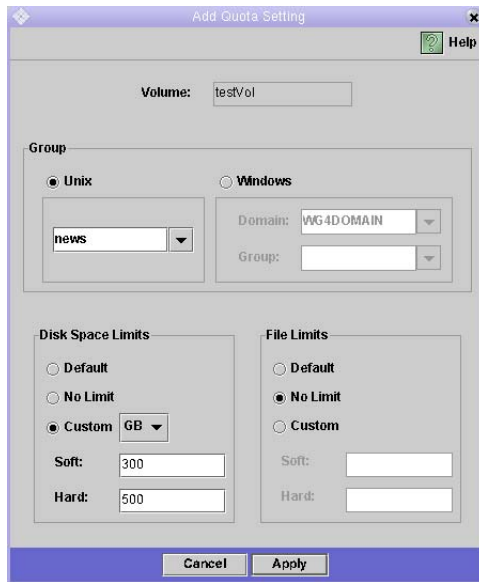 Add Quota Setting
Help
Volume: testVol
Group
Unix
Windows
news
Domain: WG4DOMAIN
Group:
Disk Space Limits
Default
No Limit
Custom GB
Soft: 300
Hard: 500
File Limits
Default
No Limit
Custom
Soft:
Hard:
Cancel Apply